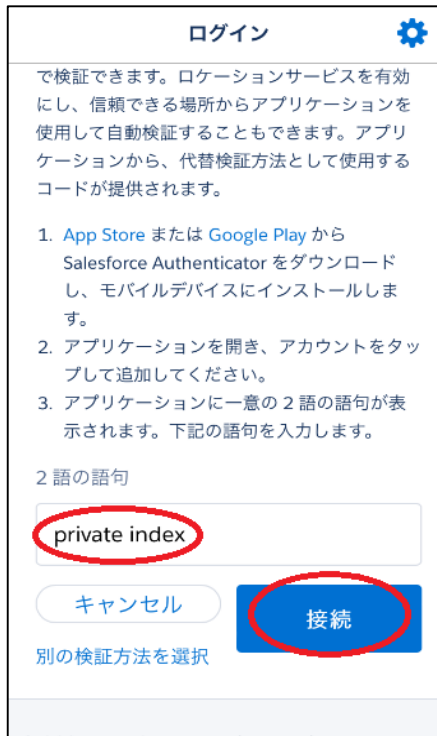 ログイン
で検証できます。ロケーションサービスを有効
にし、信頼できる場所からアプリケーションを
使用して自動検証することもできます。アプリ
ケーションから、代替検証方法として使用する
コードが提供されます。
1. App Store または Google Play から
Salesforce Authenticator をダウンロード
し、モバイルデバイスにインストールしま
す。
2. アプリケーションを開き、アカウントをタッ
プして追加してください。
3. アプリケーションに一意の 2 語の語句が表
示されます。下記の語句を入力します。
2 語の語句
private index
キャンセル
接続
別の検証方法を選択